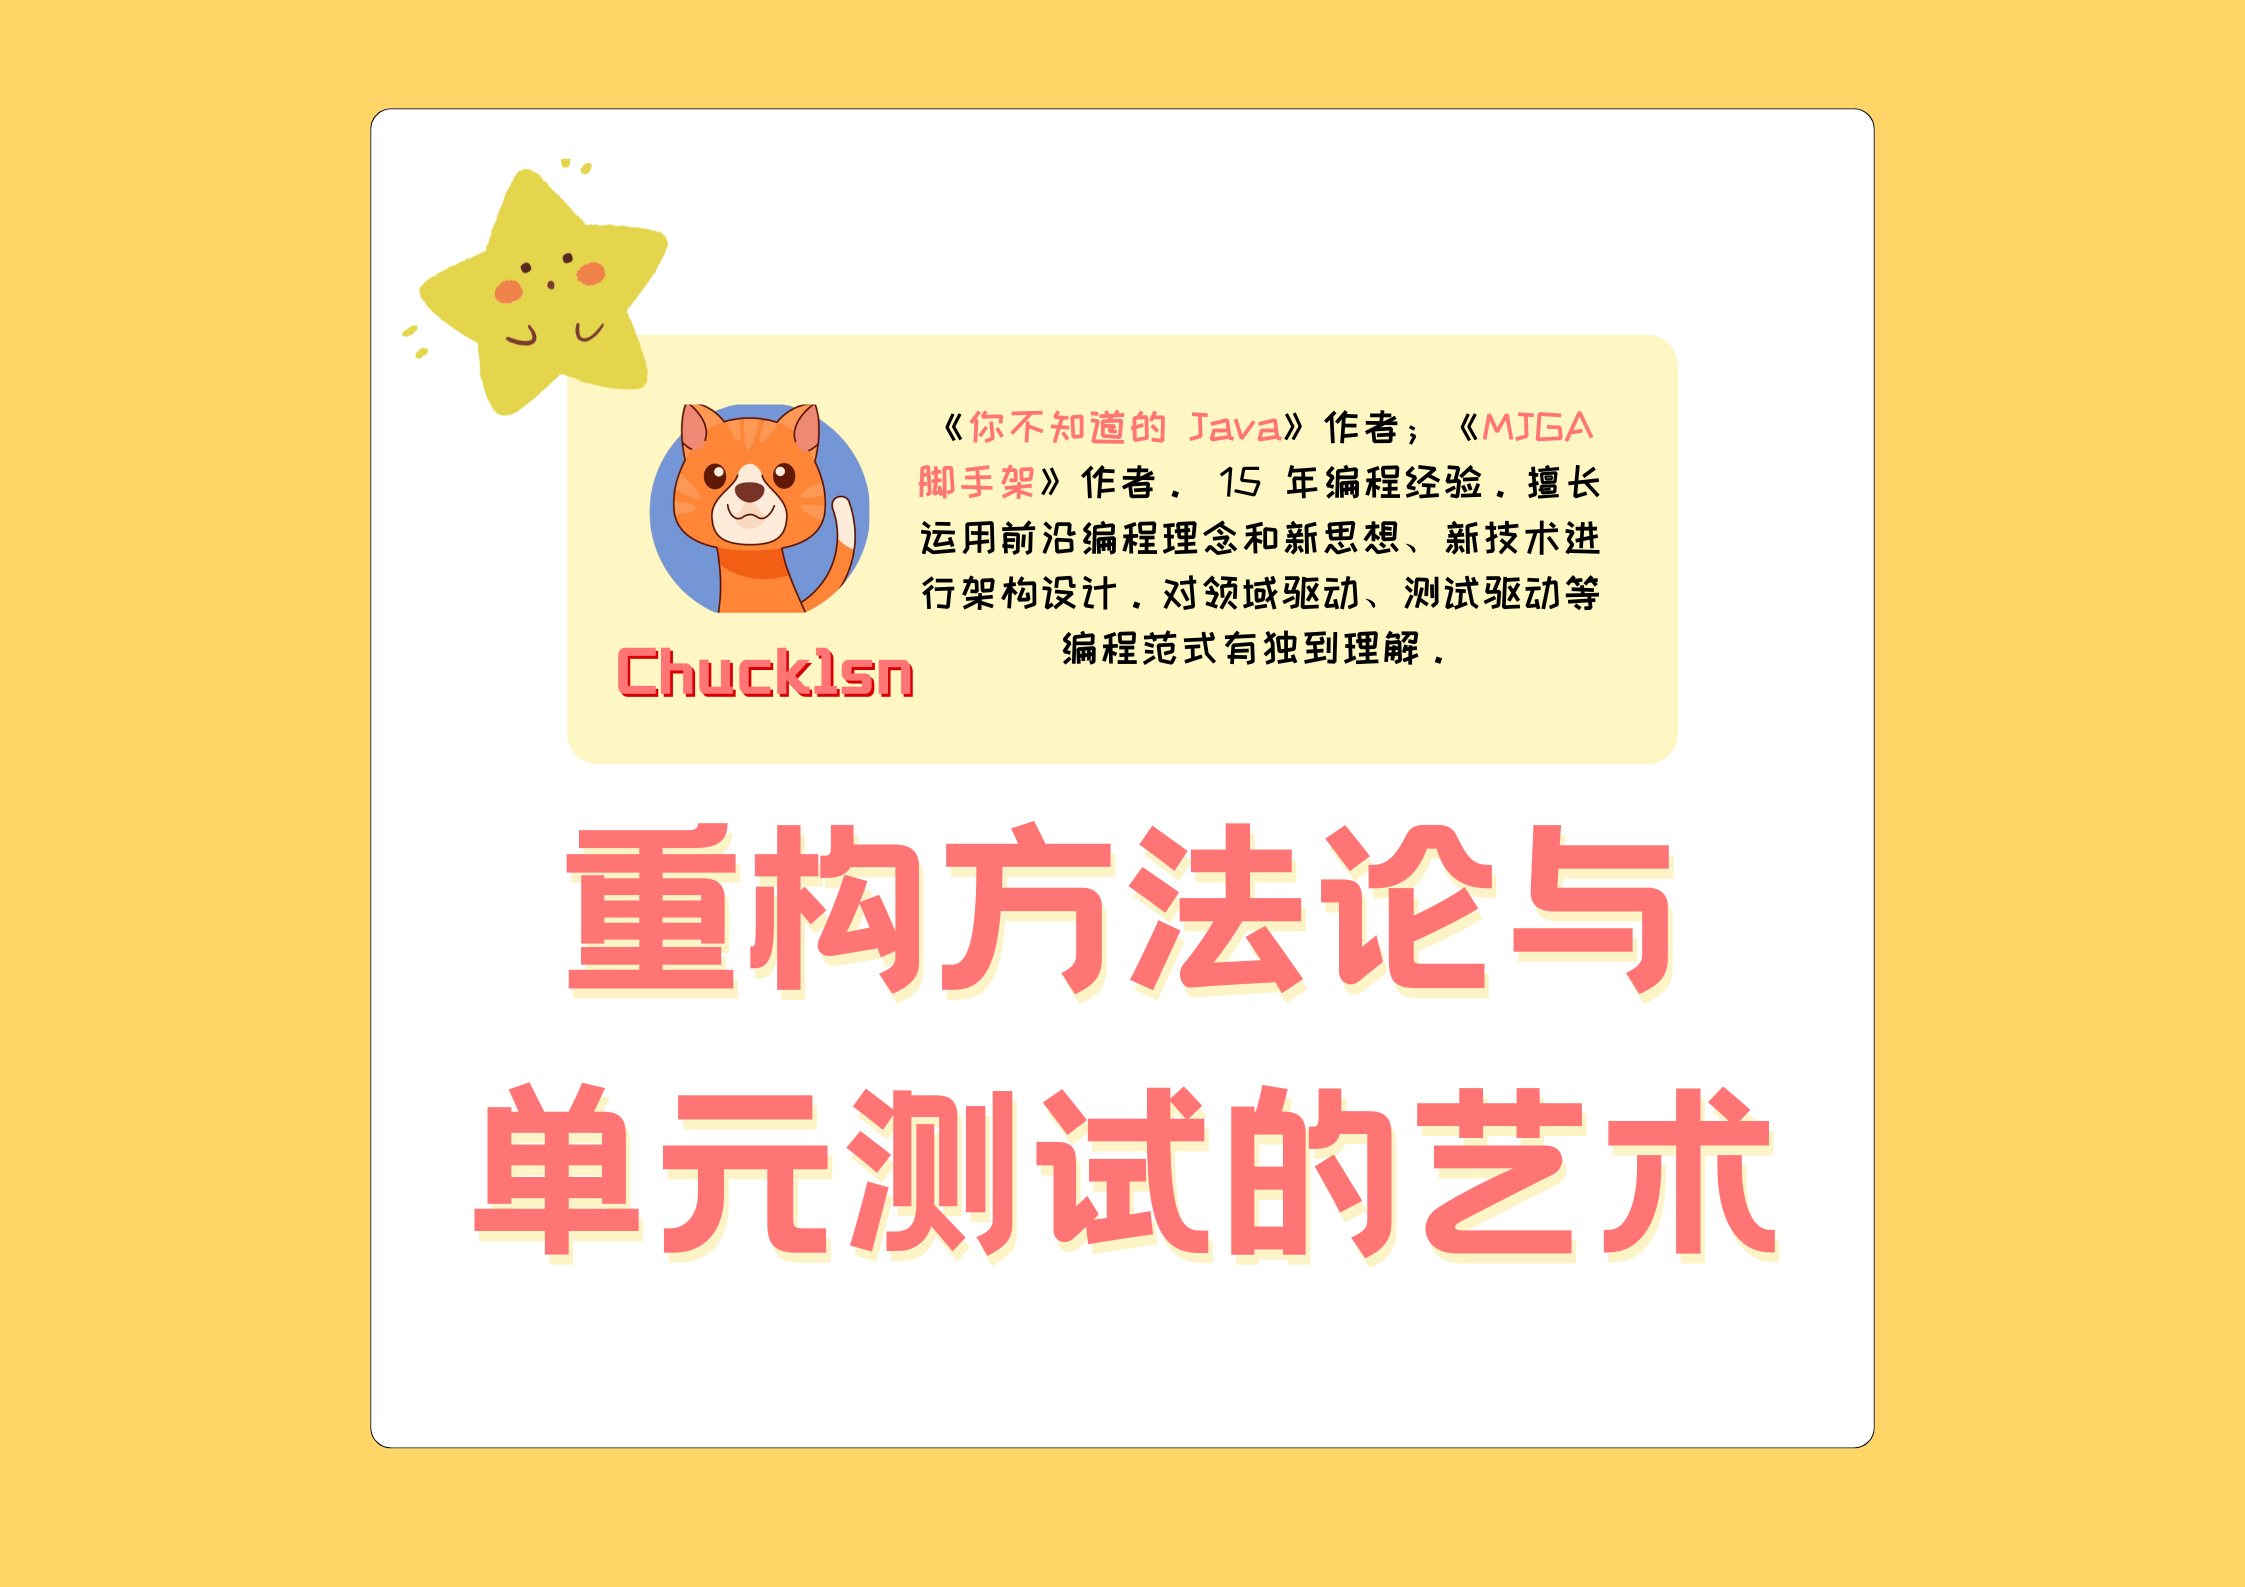 《你不知道的 Java》作者；《MJGA
脚手架》作者. 15 年编程经验.擅长
运用前沿编程理念和新思想、新技术进
行架构设计.对领域驱动、测试驱动等
编程范式有独到理解.
Chuck1sn
重构方法论与
单元测试的艺术